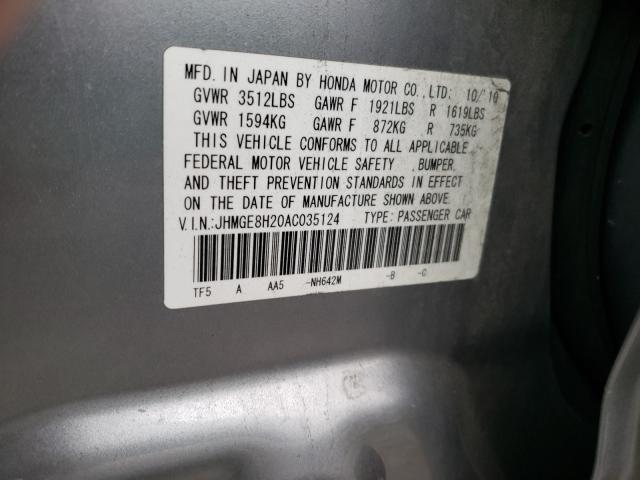 MFD. IN JAPAN BY HONDA MOTOR CO.,LTD: 10/'10
GVWR 3512LBS GAWR F 1921LBS R 1619LBS
GVWR 1594KG GAWR F 872KG R 735KG
THIS VEHICLE CONFORMS TO ALL APPLICABLE
FEDERAL MOTOR VEHICLE SAFETY ,BUMPER,
AND THEFT PREVENTION STANDARDS IN EFFECT
ON THE DATE OF MANUFACTURE SHOWN ABOVE.
V.I.N.:JHMGE8H20AC035124 TYPE: PASSENGER CAR
TF5 A AA5 -NH642M -B -C